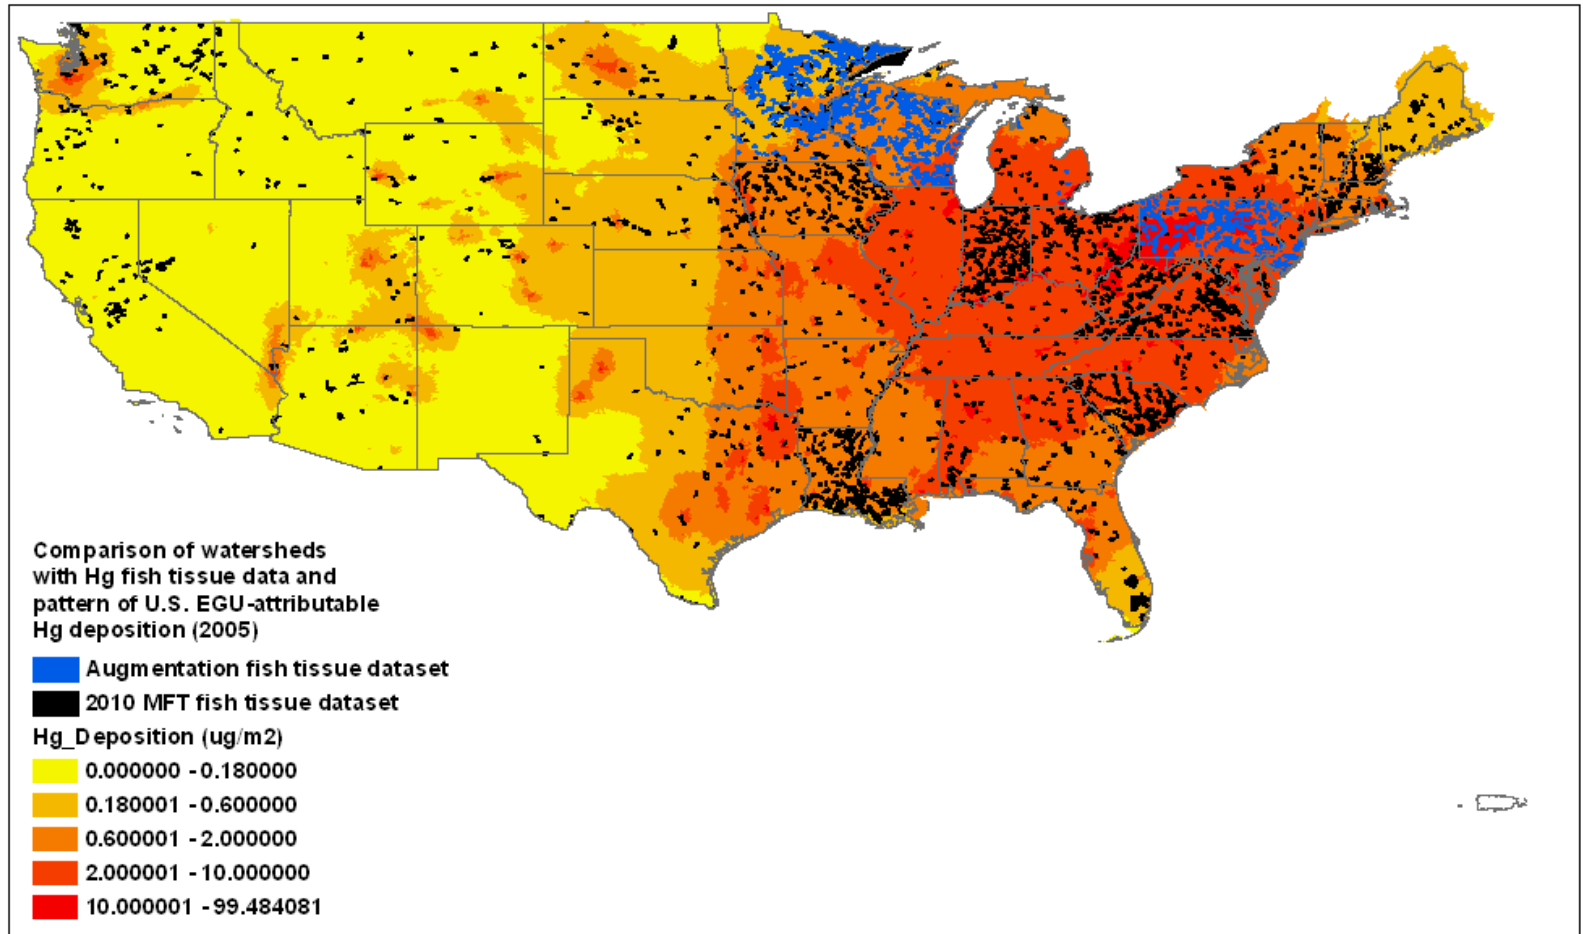 Comparison of watersheds
with Hg fish tissue data and
pattern of U.S. EGU-attributable
Hg deposition (2005)
Augmentation fish tissue dataset
2010 MFT fish tissue dataset
Hg_Deposition (ug/m2)
0.000000 - 0.180000
0.180001 - 0.600000
0.600001 - 2.000000
2.000001 - 10.000000
10.000001 - 99.484081